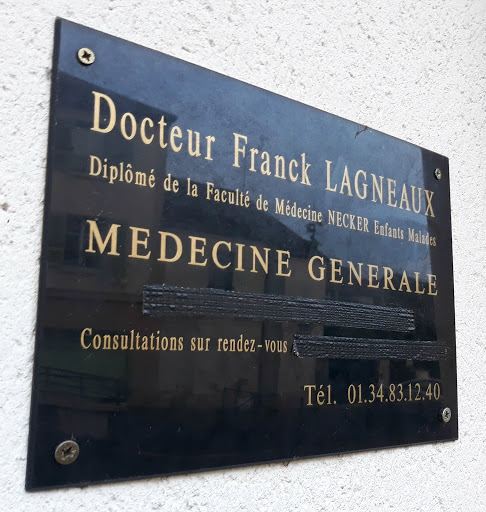 Docteur Franck LAGNEAUX
Diplômé de la Faculté de Médecine NECKER Enfants Malades
MEDECINE GENERALE
Consultations sur rendez-vous
Tél. 01.34.83.12.40